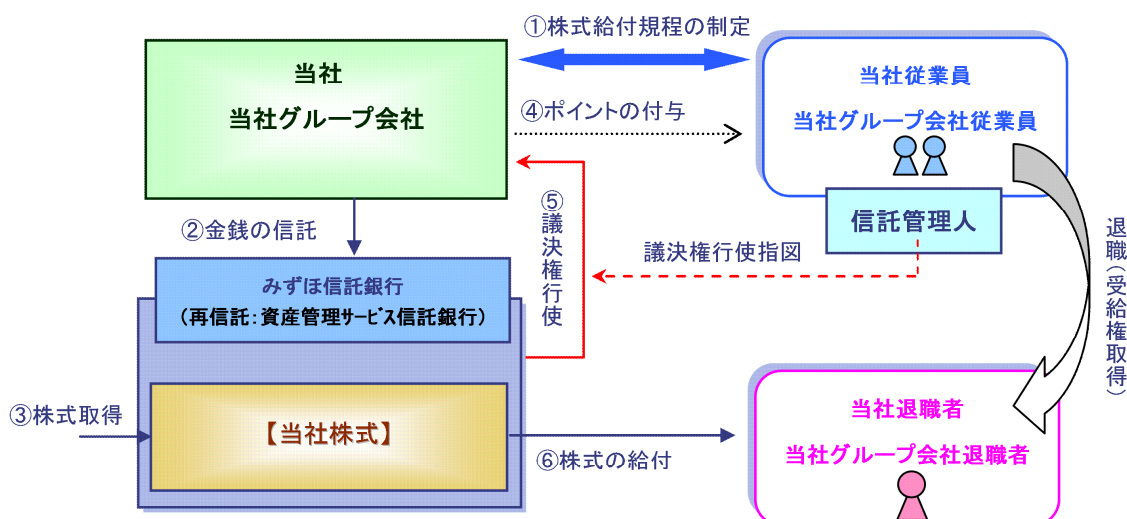 ①株式給付規程の制定
当社
当社グループ会社
当社従業員
当社グループ会社従業員
④ポイントの付与
信託管理人
②金銭の信託
⑤議決権行使
議決権行使指図
退職(受給権取得)
みずほ信託銀行
(再信託:資産管理サービス信託銀行)
③株式取得
【当社株式】
⑥株式の給付
当社退職者
当社グループ会社退職者